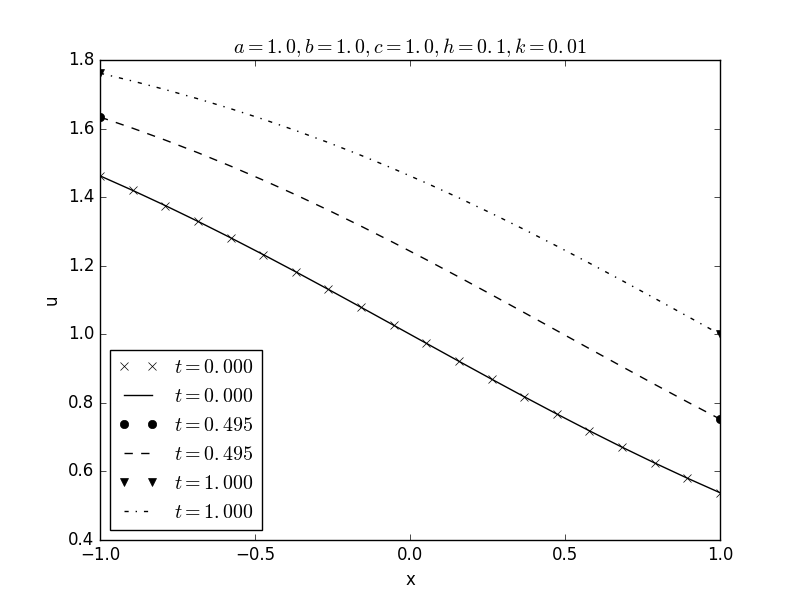 a = 1.0, b = 1.0, c = 1.0, h = 0.1, k = 0.01
1.8
1.6
1.4
1.2
1.0
0.8
0.6
0.4
u
t = 0.000
t = 0.000
t = 0.495
t = 0.495
t = 1.000
t = 1.000
−1.0 −0.5 0.0 0.5 1.0
x